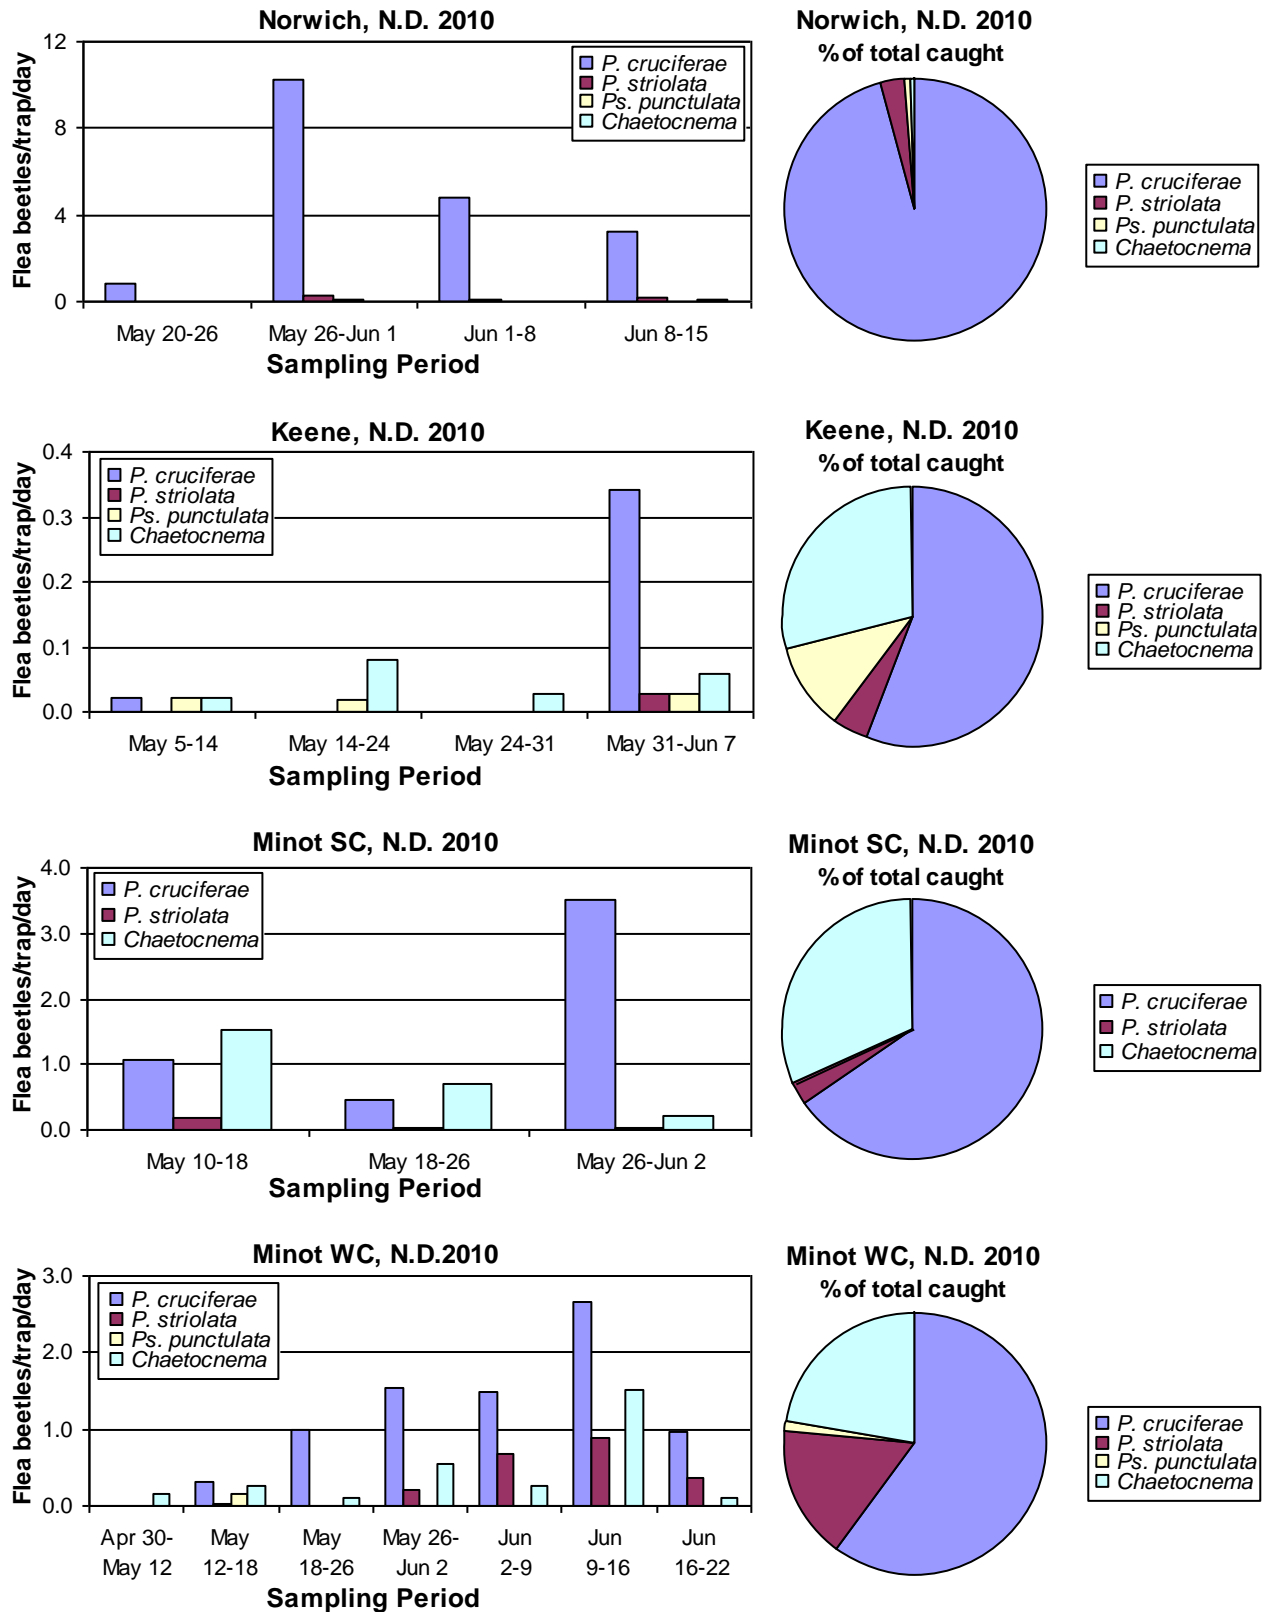 Norwich, N.D. 2010
Flea beetles/trap/day
12
8
4
0
P. cruciferae
P. striolata
Ps. punctulata
Chaetocnema
May 20-26 May 26-Jun 1 Jun 1-8 Jun 8-15
Sampling Period
Norwich, N.D. 2010
% of total caught
P. cruciferae
P. striolata
Ps. punctulata
Chaetocnema
Keene, N.D. 2010
Flea beetles/trap/day
0.4
0.3
0.2
0.1
0.0
P. cruciferae
P. striolata
Ps. punctulata
Chaetocnema
May 5-14 May 14-24 May 24-31 May 31-Jun 7
Sampling Period
Keene, N.D. 2010
% of total caught
P. cruciferae
P. striolata
Ps. punctulata
Chaetocnema
Minot SC, N.D. 2010
Flea beetles/trap/day
4.0
3.0
2.0
1.0
0.0
P. cruciferae
P. striolata
Chaetocnema
May 10-18 May 18-26 May 26-Jun 2
Sampling Period
Minot SC, N.D. 2010
% of total caught
P. cruciferae
P. striolata
Chaetocnema
Minot WC, N.D.2010
Flea beetles/trap/day
3.0
2.0
1.0
0.0
P. cruciferae
P. striolata
Ps. punctulata
Chaetocnema
Apr 30- May May May 26- Jun Jun Jun
May 12 12-18 18-26 Jun 2 2-9 9-16 16-22
Sampling Period
Minot WC, N.D. 2010
% of total caught
P. cruciferae
P. striolata
Ps. punctulata
Chaetocnema